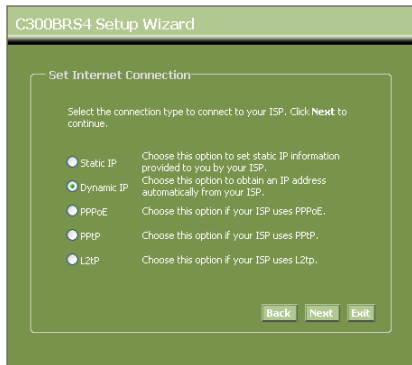 C300BRS4 Setup Wizard
Set Internet Connection
Select the connection type to connect to your ISP. Click Next to
continue.
Static IP
Choose this option to set static IP information
provided to you by your ISP.
Dynamic IP
Choose this option to obtain an IP address
automatically from your ISP.
PPPoE
Choose this option if your ISP uses PPPoE.
PPtP
Choose this option if your ISP uses PPtP.
L2tP
Choose this option if your ISP uses L2tp.
Back Next Exit